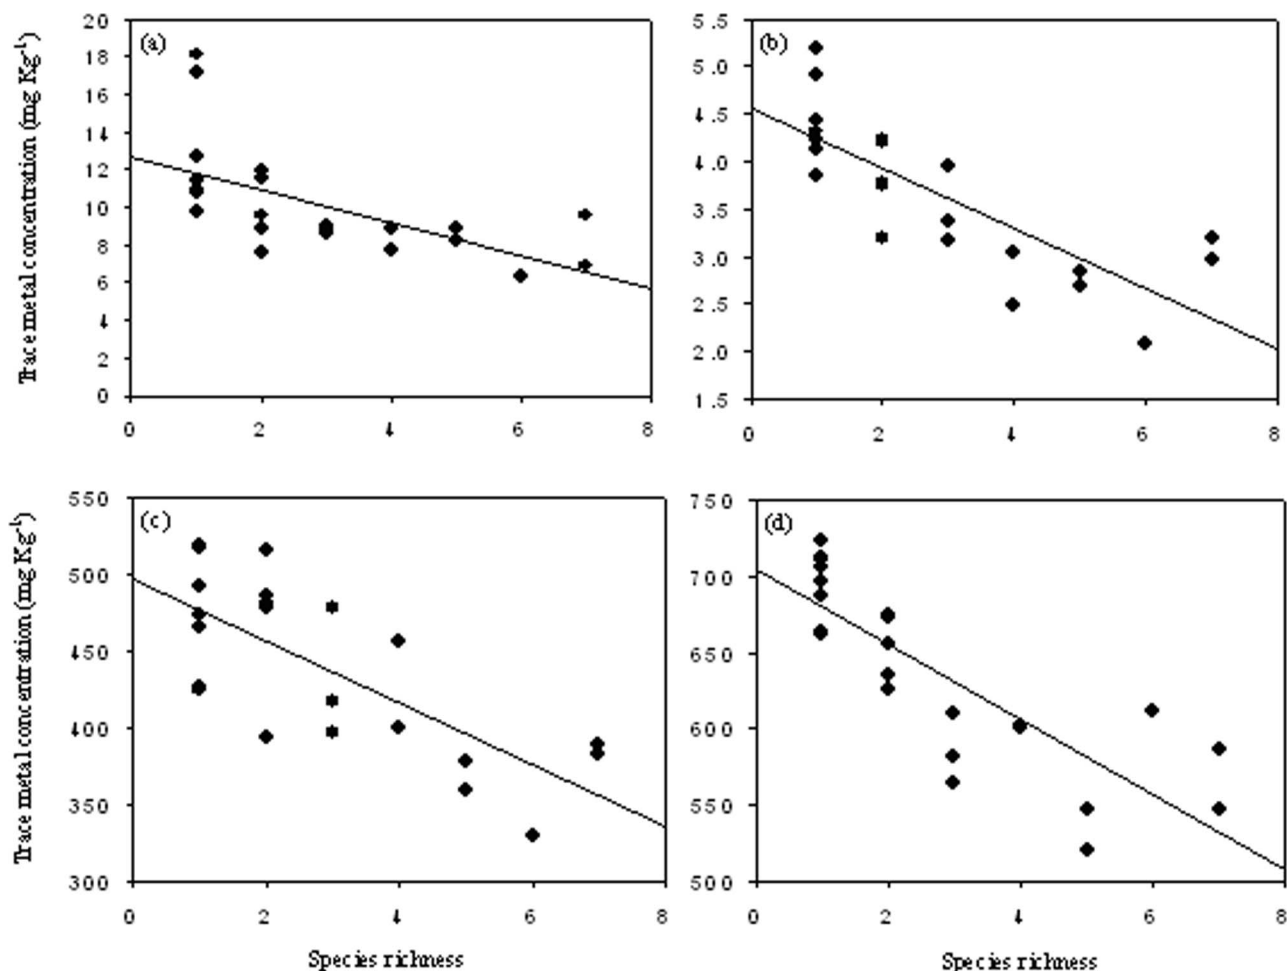 Trace metal concentration (mg Kg-1)
20
18
16
14
12
10
8
6
4
2
0
(a)
0 2 4 6 8
5.5
5.0
4.5
4.0
3.5
3.0
2.5
2.0
1.5
(b)
0 2 4 6 8
Trace metal concentration (mg Kg-1)
550
500
450
400
350
300
(c)
0 2 4 6 8
Species richness
750
700
650
600
550
500
(d)
0 2 4 6 8
Species richness